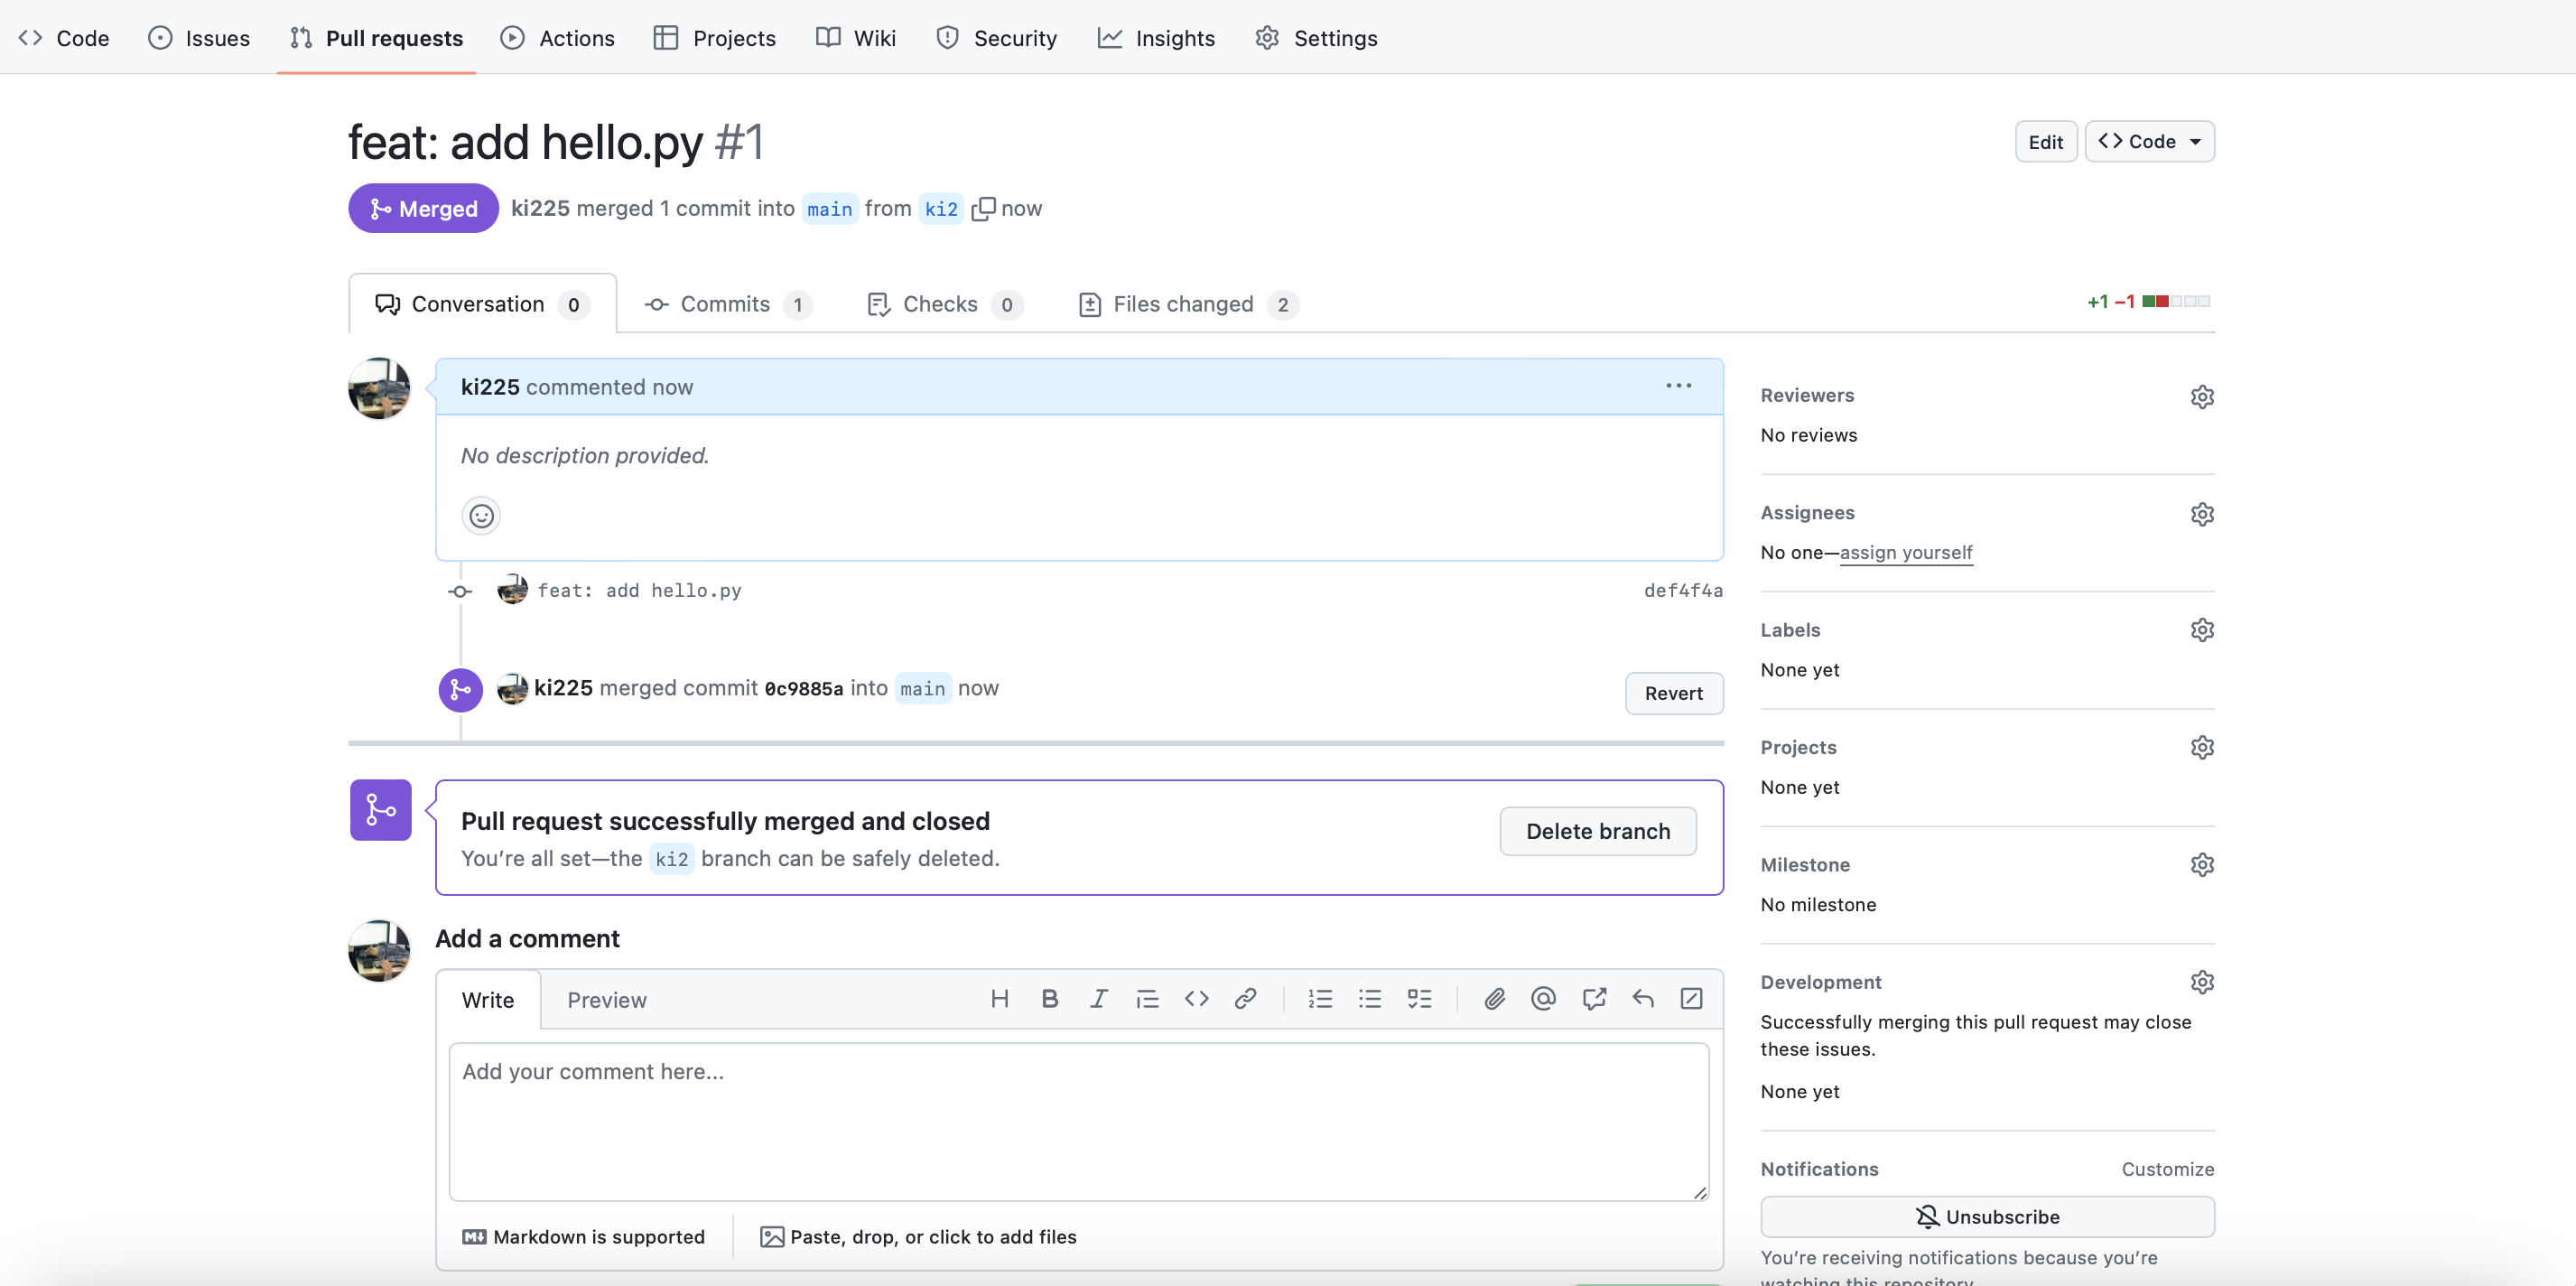 Code Issues Pull requests Actions Projects Wiki Security Insights Settings
feat: add hello.py #1
Edit Code
Merged ki225 merged 1 commit into main from ki2 now
Conversation 0 Commits 1 Checks 0 Files changed 2
+1 −1
ki225 commented now
No description provided.
feat: add hello.py def4f4a
ki225 merged commit 0c9885a into main now
Revert
Pull request successfully merged and closed
You’re all set—the ki2 branch can be safely deleted.
Delete branch
Add a comment
Write Preview
Add your comment here...
Markdown is supported
Paste, drop, or click to add files
Reviewers
No reviews
Assignees
No one—assign yourself
Labels
None yet
Projects
None yet
Milestone
No milestone
Development
Successfully merging this pull request may close
these issues.
None yet
Notifications Customize
Unsubscribe
You’re receiving notifications because you’re
watching this repository.